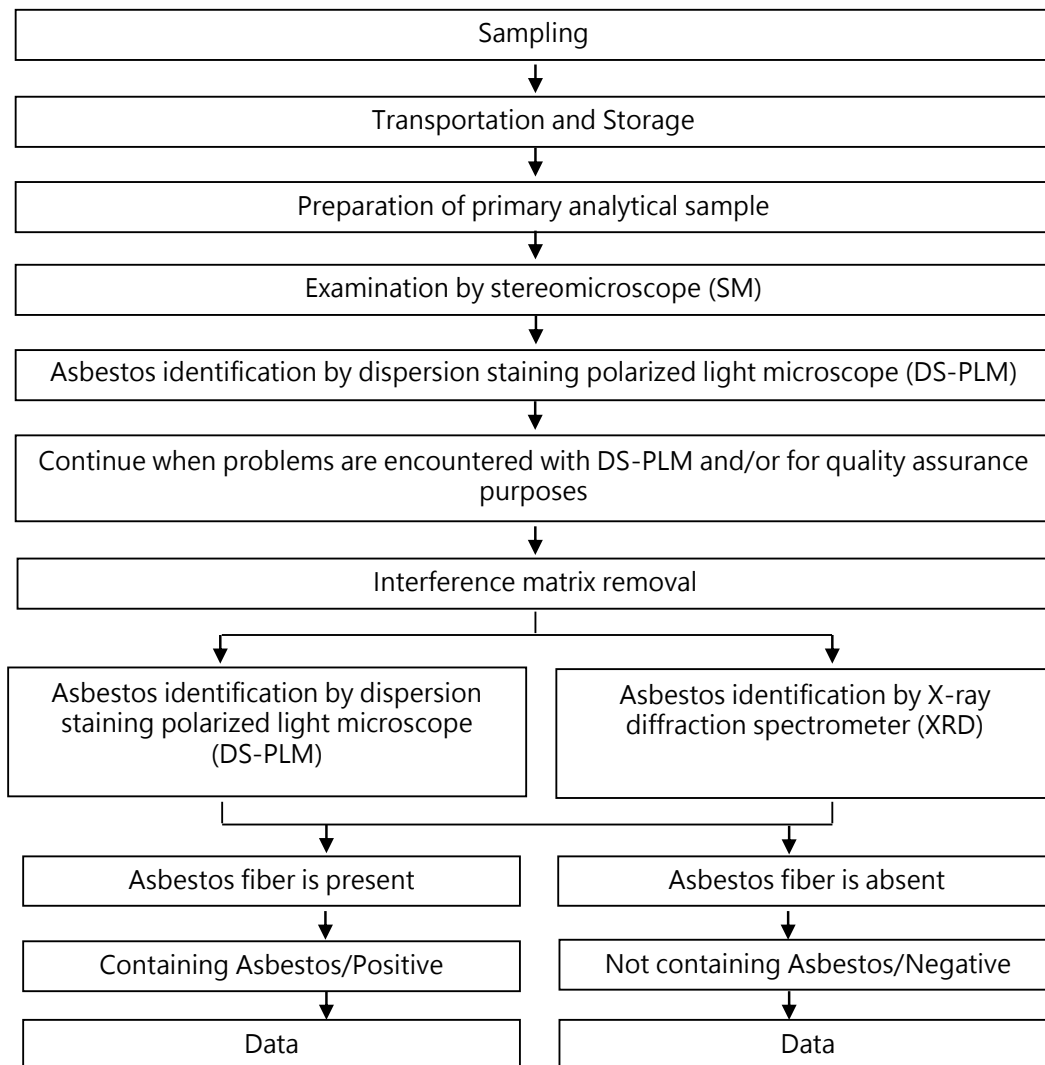 Sampling
Transportation and Storage
Preparation of primary analytical sample
Examination by stereomicroscope (SM)
Asbestos identification by dispersion staining polarized light microscope (DS-PLM)
Continue when problems are encountered with DS-PLM and/or for quality assurance
purposes
Interference matrix removal
Asbestos identification by dispersion
staining polarized light microscope
(DS-PLM)
Asbestos identification by X-ray
diffraction spectrometer (XRD)
Asbestos fiber is present
Asbestos fiber is absent
Containing Asbestos/Positive
Not containing Asbestos/Negative
Data
Data